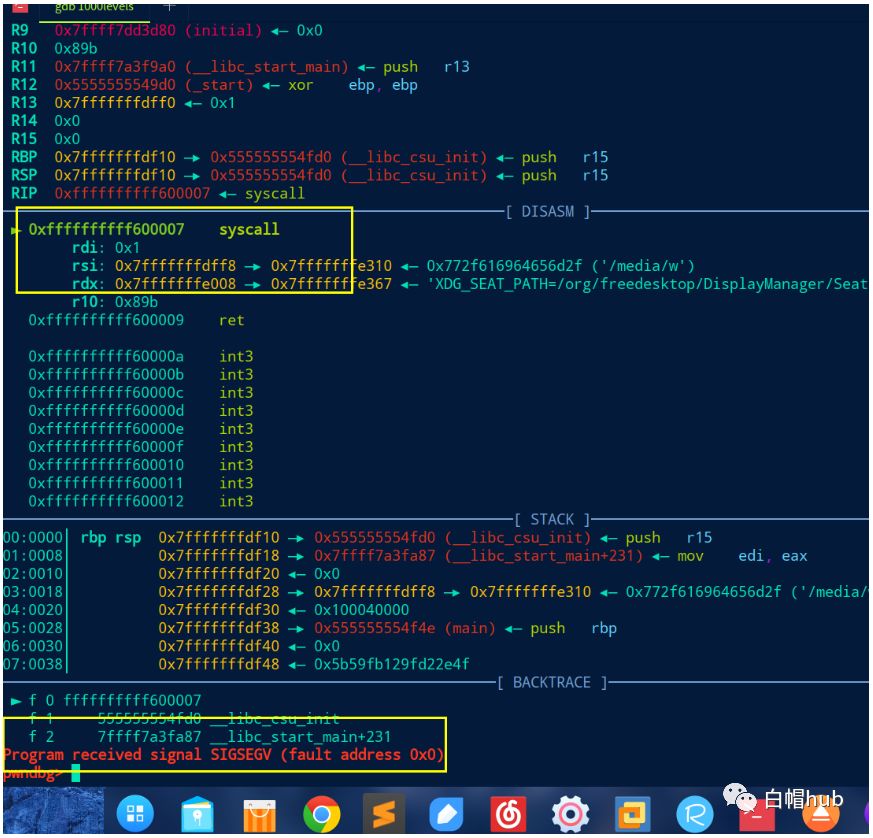 gdb 1000levels
R9 0x7ffff7dd3d80 (initial) ◂— 0x0
R10 0x89b
R11 0x7ffff7a3f9a0 (__libc_start_main) ◂— push r13
R12 0x5555555549d0 (_start) ◂— xor ebp, ebp
R13 0x7fffffffdff0 ◂— 0x1
R14 0x0
R15 0x0
RBP 0x7fffffffdf10 —▸ 0x555555554fd0 (__libc_csu_init) ◂— push r15
RSP 0x7fffffffdf10 —▸ 0x555555554fd0 (__libc_csu_init) ◂— push r15
RIP 0xffffffffff600007 ◂— syscall
[ DISASM ]
► 0xffffffffff600007 syscall
rdi: 0x1
rsi: 0x7fffffffdff8 —▸ 0x7fffffffe310 ◂— 0x772f616964656d2f ('/media/w')
rdx: 0x7fffffffe008 —▸ 0x7fffffffe367 ◂— 'XDG_SEAT_PATH=/org/freedesktop/DisplayManager/Seat
r10: 0x89b
0xffffffffff600009 ret
0xffffffffff60000a int3
0xffffffffff60000b int3
0xffffffffff60000c int3
0xffffffffff60000d int3
0xffffffffff60000e int3
0xffffffffff60000f int3
0xffffffffff600010 int3
0xffffffffff600011 int3
0xffffffffff600012 int3
[ STACK ]
00:0000│ rbp rsp 0x7fffffffdf10 —▸ 0x555555554fd0 (__libc_csu_init) ◂— push r15
01:0008│ 0x7fffffffdf18 —▸ 0x7ffff7a3fa87 (__libc_start_main+231) ◂— mov edi, eax
02:0010│ 0x7fffffffdf20 ◂— 0x0
03:0018│ 0x7fffffffdf28 —▸ 0x7fffffffdff8 —▸ 0x7fffffffe310 ◂— 0x772f616964656d2f ('/media/
04:0020│ 0x7fffffffdf30 ◂— 0x100040000
05:0028│ 0x7fffffffdf38 —▸ 0x555555554f4e (main) ◂— push rbp
06:0030│ 0x7fffffffdf40 ◂— 0x0
07:0038│ 0x7fffffffdf48 ◂— 0x5b59fb129fd22e4f
[ BACKTRACE ]
► f 0 ffffffffff600007
f 1 555555554fd0 __libc_csu_init
f 2 7ffff7a3fa87 __libc_start_main+231
Program received signal SIGSEGV (fault address 0x0)
pwndbg>
白帽hub